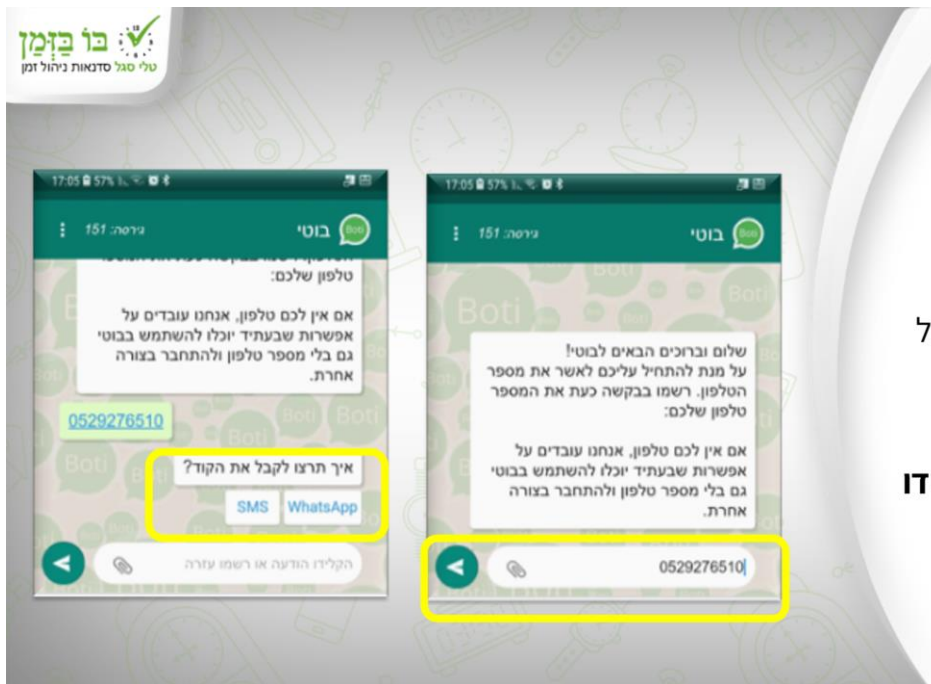 בּוֹ בַּזְּמַן
טלי סגל סדנאות ניהול זמן
17:05 57%
בוטי
גירסה: 151
Boti
שלום וברוכים הבאים לבוטי!
על מנת להתחיל עליכם לאשר את מספר
הטלפון. רשמו בבקשה כעת את המספר
טלפון שלכם:
אם אין לכם טלפון, אנחנו עובדים על
אפשרות שבעתיד יוכלו להשתמש בבוטי
גם בלי מספר טלפון ולהתחבר בצורה
אחרת.
0529276510
17:05 57%
בוטי
גירסה: 151
Boti
טלפון שלכם:
אם אין לכם טלפון, אנחנו עובדים על
אפשרות שבעתיד יוכלו להשתמש בבוטי
גם בלי מספר טלפון ולהתחבר בצורה
אחרת.
0529276510
איך תרצו לקבל את הקוד?
WhatsApp SMS
הקלידו הודעה או רשמו עזרה
ל
דו